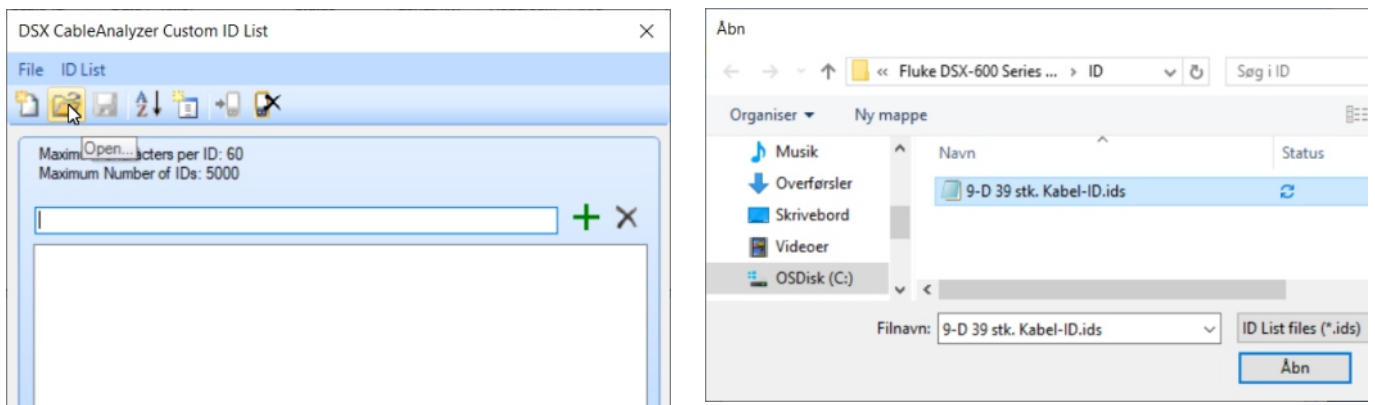 DSX CableAnalyzer Custom ID List
File ID List
Open...
Maximum Characters per ID: 60
Maximum Number of IDs: 5000
Åbn
« Fluke DSX-600 Series ... › ID
Søg i ID
Organiser Ny mappe
Musik
Overførsler
Skrivebord
Videoer
OSDisk (C:)
Navn Status
9-D 39 stk. Kabel-ID.ids
Filnavn: 9-D 39 stk. Kabel-ID.ids
ID List files (*.ids)
Åbn